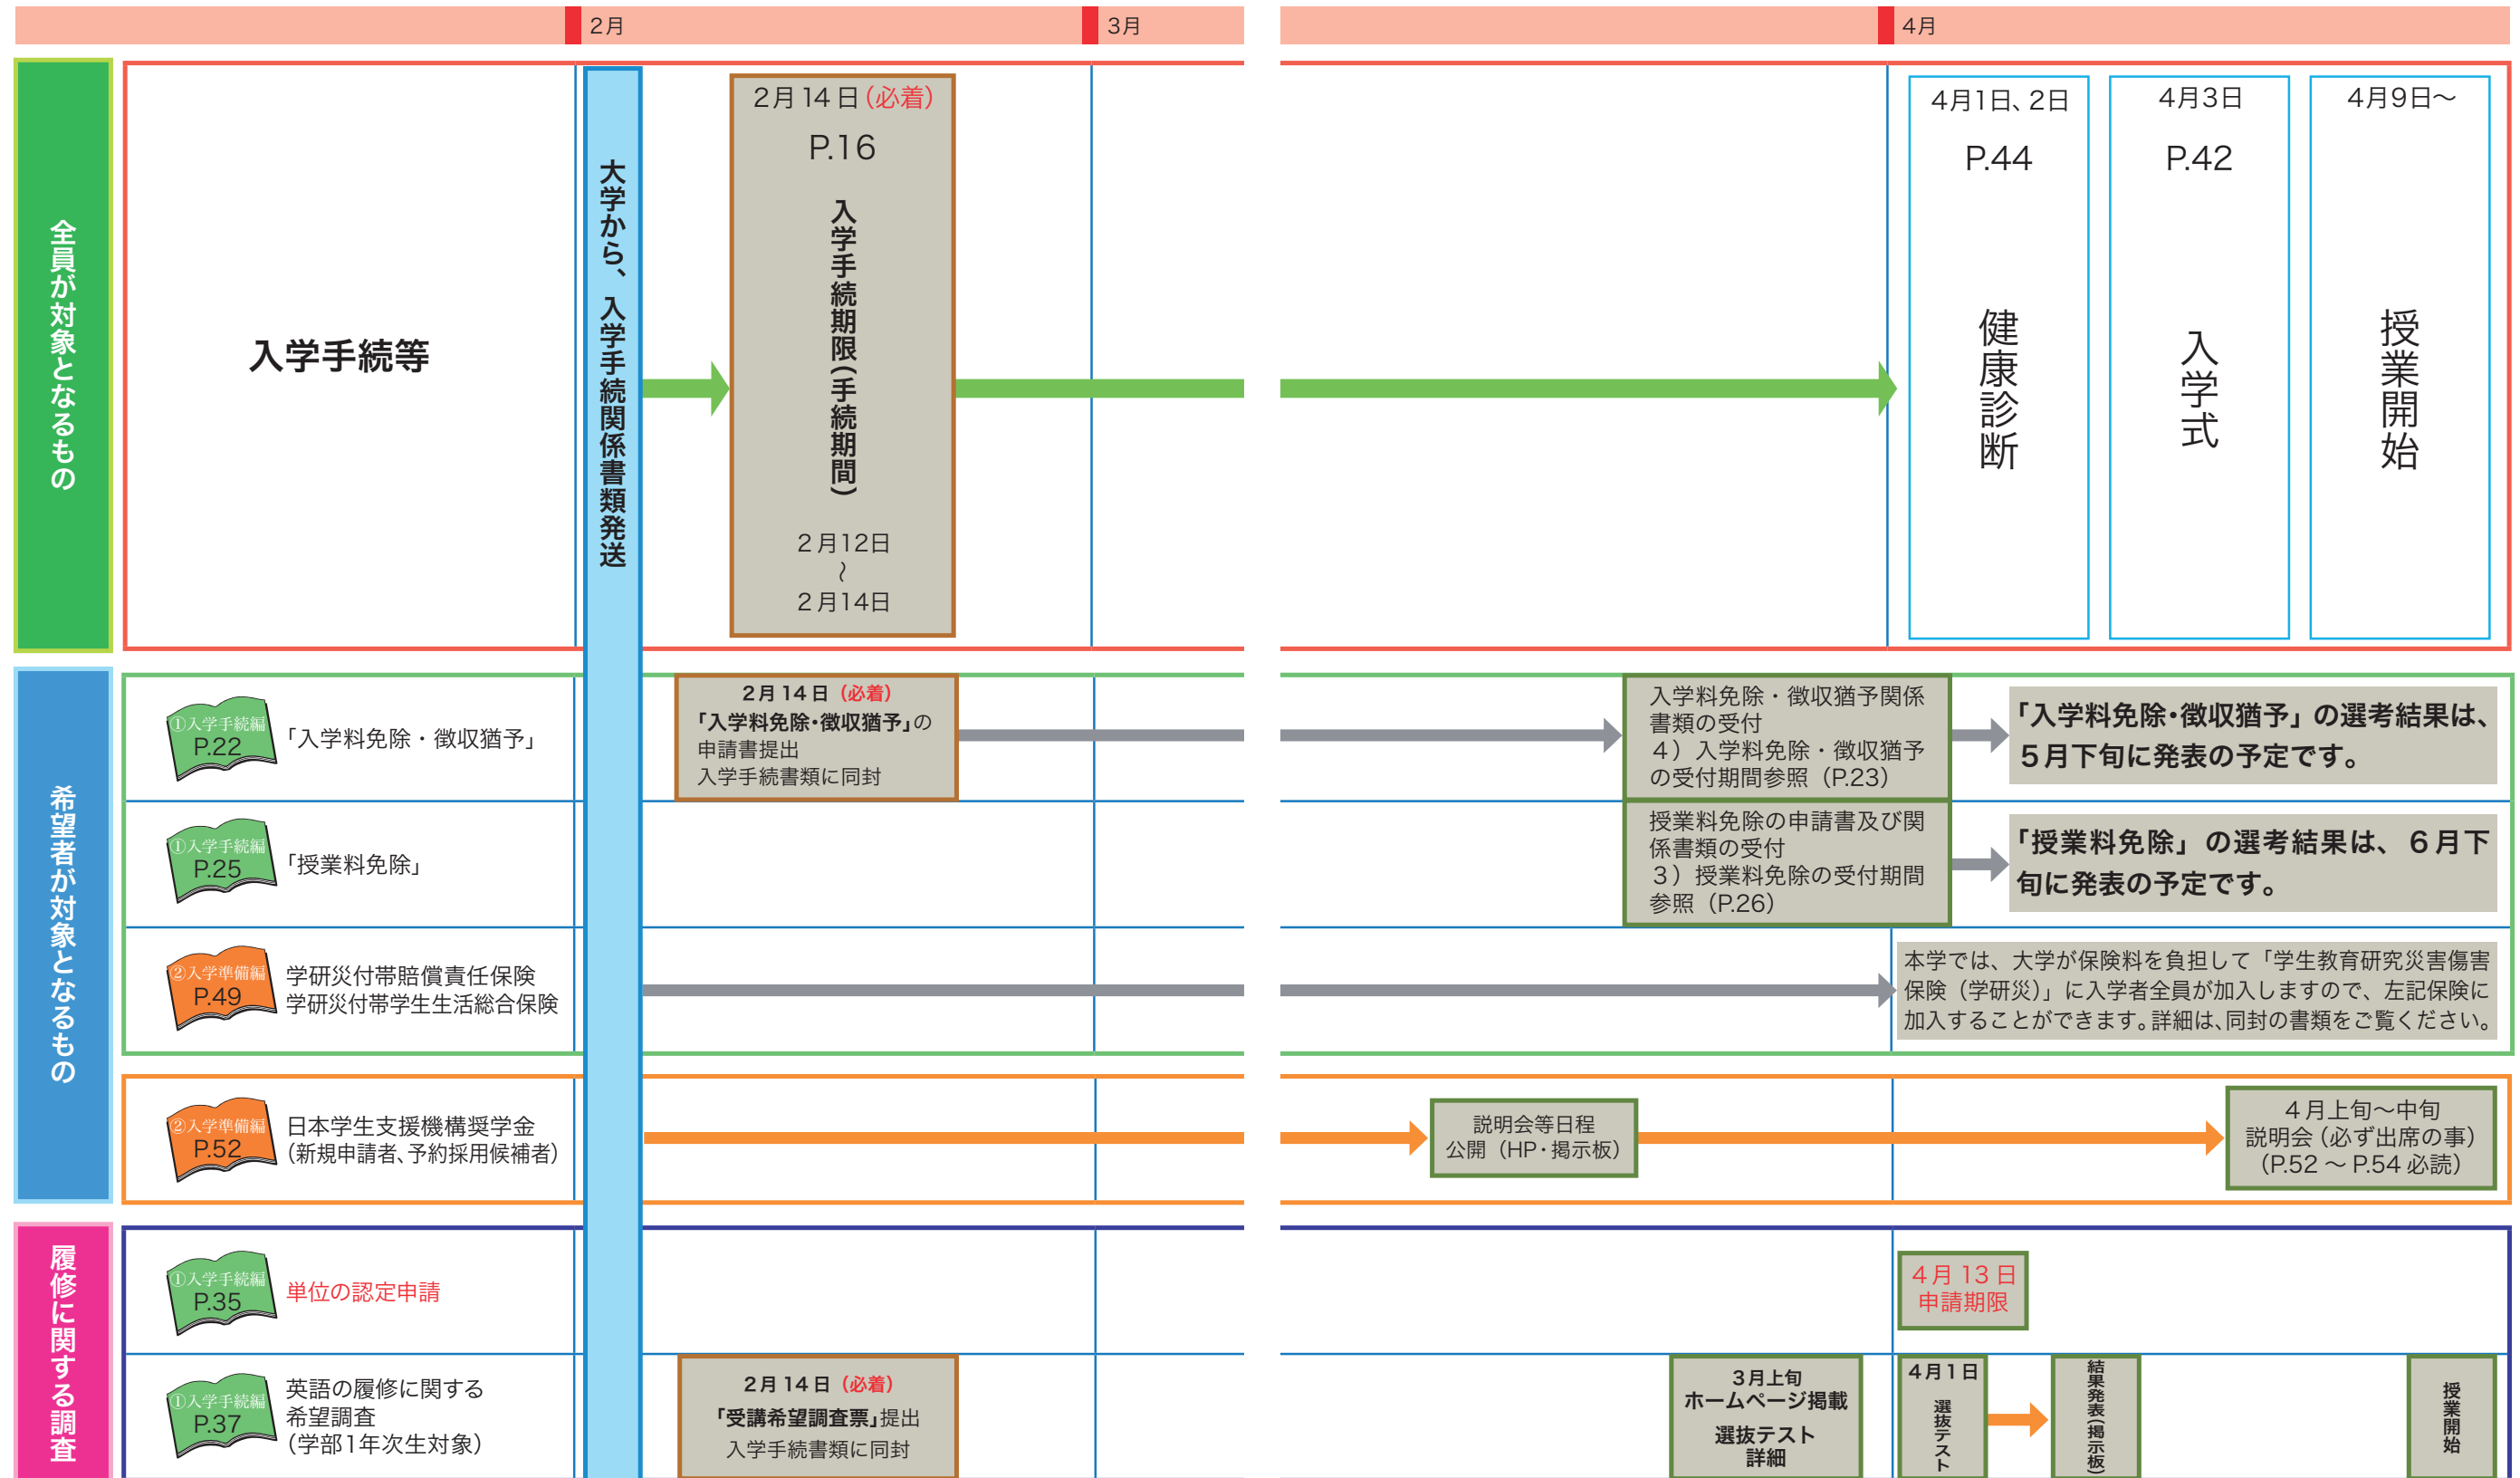 2月
3月
4月
全員が対象となるもの
入学手続等
大学から、入学手続関係書類発送
2月14日（必着）
P.16
入学手続期限（手続期間）
2月12日
〜
2月14日
4月1日、2日
P.44
健康診断
4月3日
P.42
入学式
4月9日〜
授業開始
希望者が対象となるもの
①入学手続編
P.22
「入学料免除・徴収猶予」
2月14日（必着）
「入学料免除・徴収猶予」の
申請書提出
入学手続書類に同封
入学料免除・徴収猶予関係
書類の受付
4）入学料免除・徴収猶予
の受付期間参照（P.23）
「入学料免除・徴収猶予」の選考結果は、
5月下旬に発表の予定です。
①入学手続編
P.25
「授業料免除」
授業料免除の申請書及び関
係書類の受付
3）授業料免除の受付期間
参照（P.26）
「授業料免除」の選考結果は、6月下
旬に発表の予定です。
②入学準備編
P.49
学研災付帯賠償責任保険
学研災付帯学生生活総合保険
本学では、大学が保険料を負担して「学生教育研究災害傷害
保険（学研災）」に入学者全員が加入しますので、左記保険に
加入することができます。詳細は、同封の書類をご覧ください。
②入学準備編
P.52
日本学生支援機構奨学金
（新規申請者、予約採用候補者）
説明会等日程
公開（HP・掲示板）
4月上旬〜中旬
説明会（必ず出席の事）
（P.52 〜 P.54 必読）
履修に関する調査
①入学手続編
P.35
単位の認定申請
4月13日
申請期限
①入学手続編
P.37
英語の履修に関する
希望調査
（学部1年次生対象）
2月14日（必着）
「受講希望調査票」提出
入学手続書類に同封
3月上旬
ホームページ掲載
選抜テスト
詳細
4月1日
選抜テスト
結果発表（掲示板）
授業開始